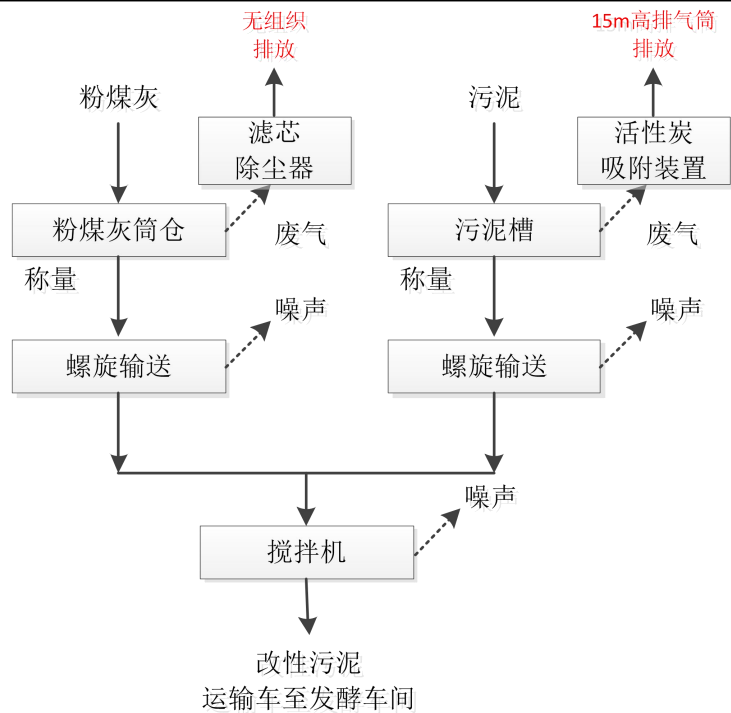 无组织
排放
15m高排气筒
排放
粉煤灰
污泥
滤芯
除尘器
活性炭
吸附装置
粉煤灰筒仓
废气
污泥槽
废气
称量
称量
噪声
噪声
螺旋输送
螺旋输送
噪声
搅拌机
改性污泥
运输车至发酵车间